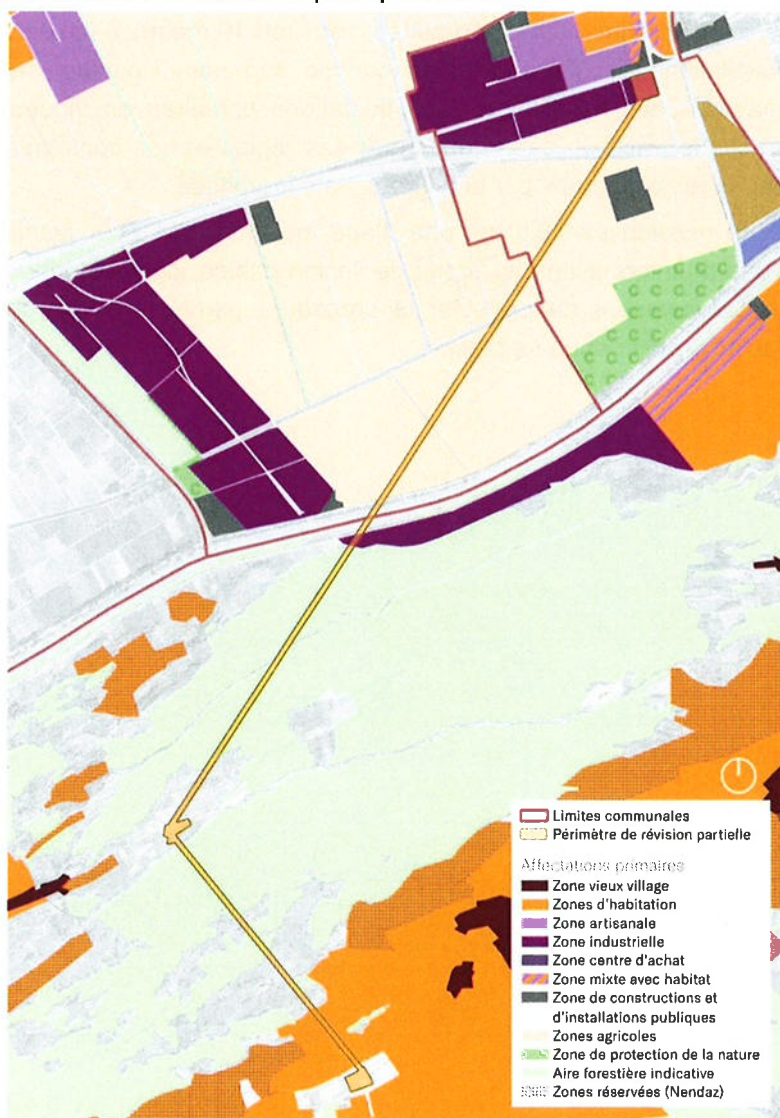 Limites communales
Périmètre de révision partielle
Affectations primaires
Zone vieux village
Zones d'habitation
Zone artisanale
Zone industrielle
Zone centre d'achat
Zone mixte avec habitat
Zone de constructions et
d'installations publiques
Zones agricoles
Zone de protection de la nature
Aire forestière indicative
Zones réservées (Nendaz)